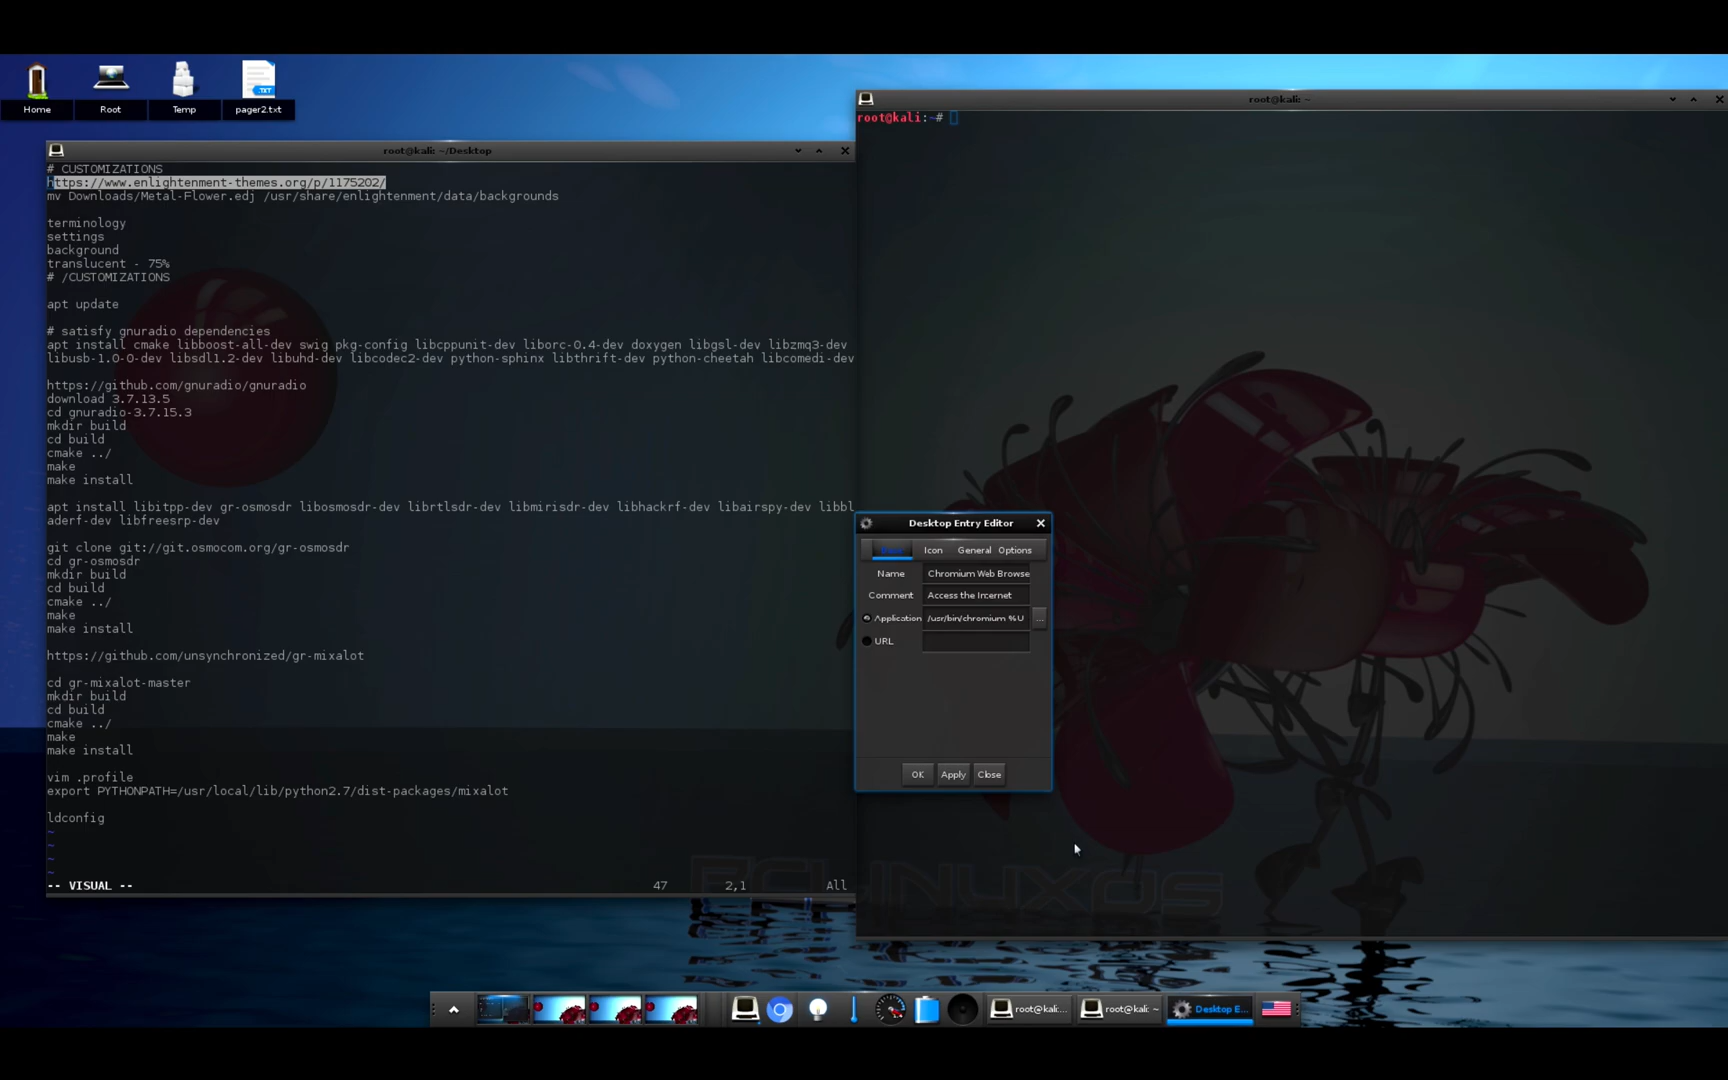 Home
Root
Temp
pager2.txt
.TXT
root@kali: ~/Desktop
# CUSTOMIZATIONS
https://www.enlightenment-themes.org/p/1175202/
mv Downloads/Metal-Flower.edj /usr/share/enlightenment/data/backgrounds
terminology
settings
background
translucent - 75%
# /CUSTOMIZATIONS
apt update
# satisfy gnuradio dependencies
apt install cmake libboost-all-dev swig pkg-config libcppunit-dev liborc-0.4-dev doxygen libgsl-dev libzmq3-dev
libusb-1.0-0-dev libsdl1.2-dev libuhd-dev libcodec2-dev python-sphinx libthrift-dev python-cheetah libcomedi-dev
https://github.com/gnuradio/gnuradio
download 3.7.13.5
cd gnuradio-3.7.15.3
mkdir build
cd build
cmake ../
make
make install
apt install libitpp-dev gr-osmosdr libosmosdr-dev librtlsdr-dev libmirisdr-dev libhackrf-dev libairspy-dev libbl
aderf-dev libfreesrp-dev
git clone git://git.osmocom.org/gr-osmosdr
cd gr-osmosdr
mkdir build
cd build
cmake ../
make
make install
https://github.com/unsynchronized/gr-mixalot
cd gr-mixalot-master
mkdir build
cd build
cmake ../
make
make install
vim .profile
export PYTHONPATH=/usr/local/lib/python2.7/dist-packages/mixalot
ldconfig
~
~
~
~
-- VISUAL -- 47 2,1 All
root@kali: ~
root@kali:~#
Desktop Entry Editor
Icon General Options
Name Chromium Web Browse
Comment Access the Internet
Application /usr/bin/chromium %U ...
URL
OK Apply Close
PCLINUXOS
root@kali:... root@kali: ~ Desktop E...